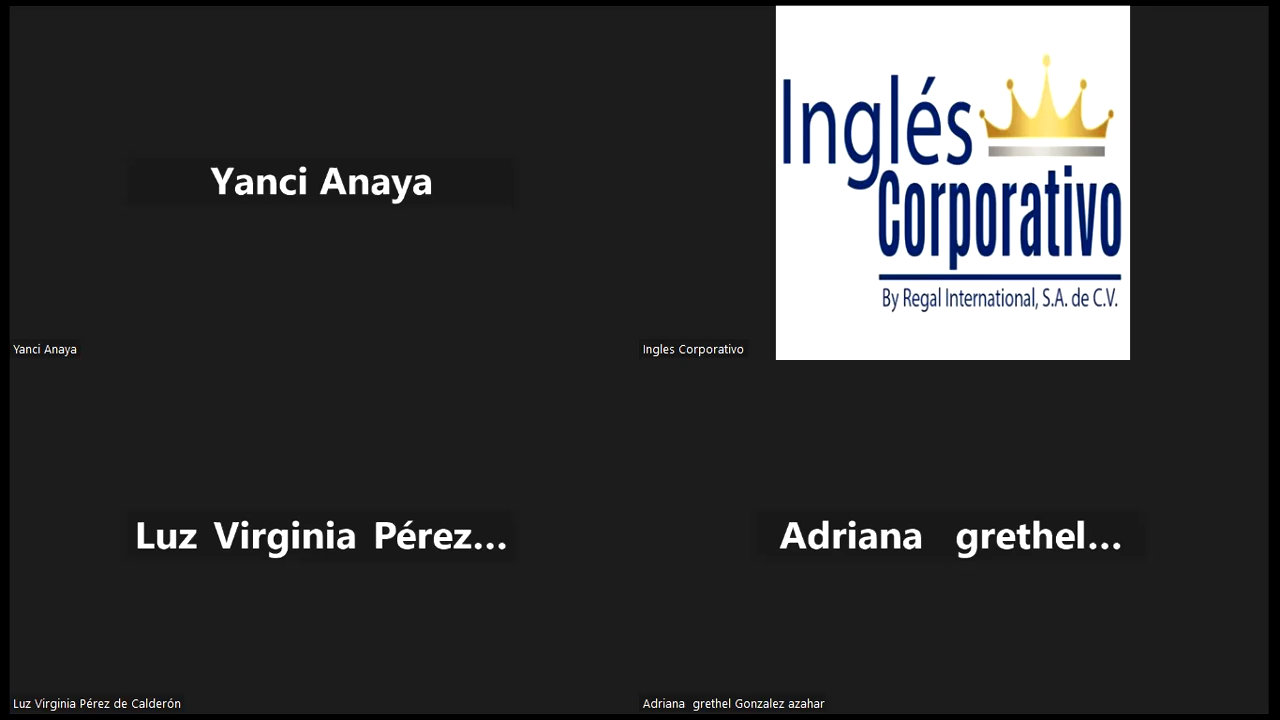 Yanci Anaya
Yanci Anaya
Inglés
Corporativo
By Regal International, S.A. de C.V.
Ingles Corporativo
Luz Virginia Pérez...
Luz Virginia Pérez de Calderón
Adriana grethel...
Adriana grethel Gonzalez azahar